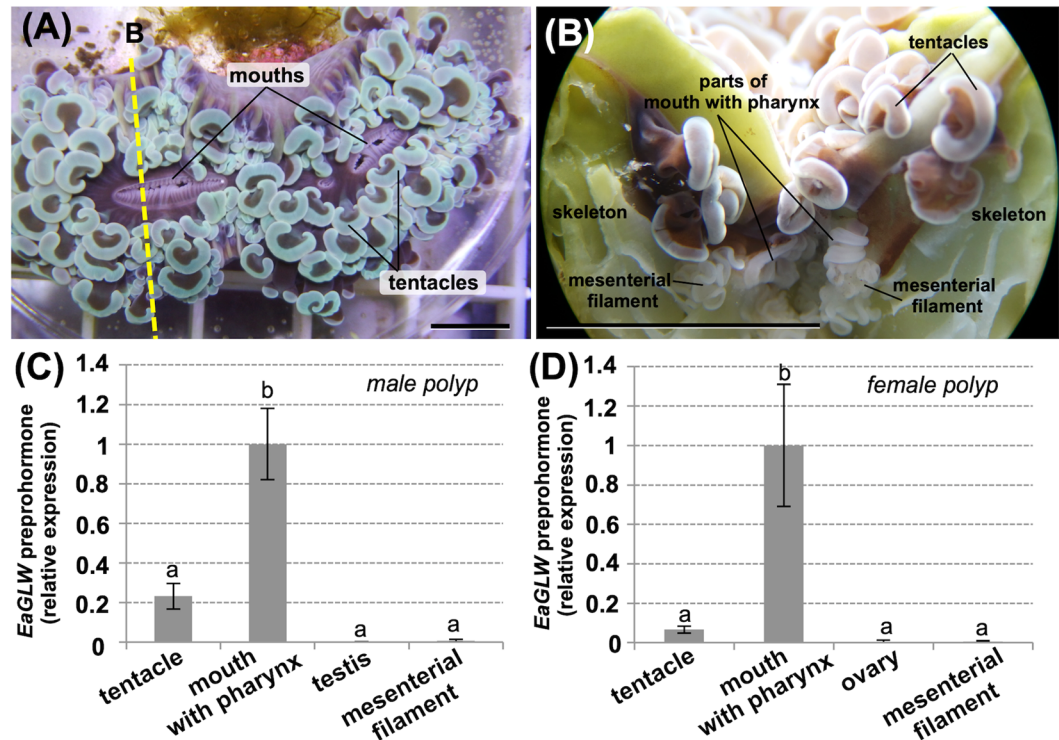 (A)
B
mouths
tentacles
(B)
tentacles
parts of
mouth with pharynx
skeleton
skeleton
mesenterial
filament
mesenterial
filament
(C)
male polyp
EaGLW preprohormone
(relative expression)
1.4
1.2
1
0.8
0.6
0.4
0.2
0
a
b
a
a
tentacle
mouth
with pharynx
testis
mesenterial
filament
(D)
female polyp
EaGLW preprohormone
(relative expression)
1.4
1.2
1
0.8
0.6
0.4
0.2
0
a
b
a
a
tentacle
mouth
with pharynx
ovary
mesenterial
filament